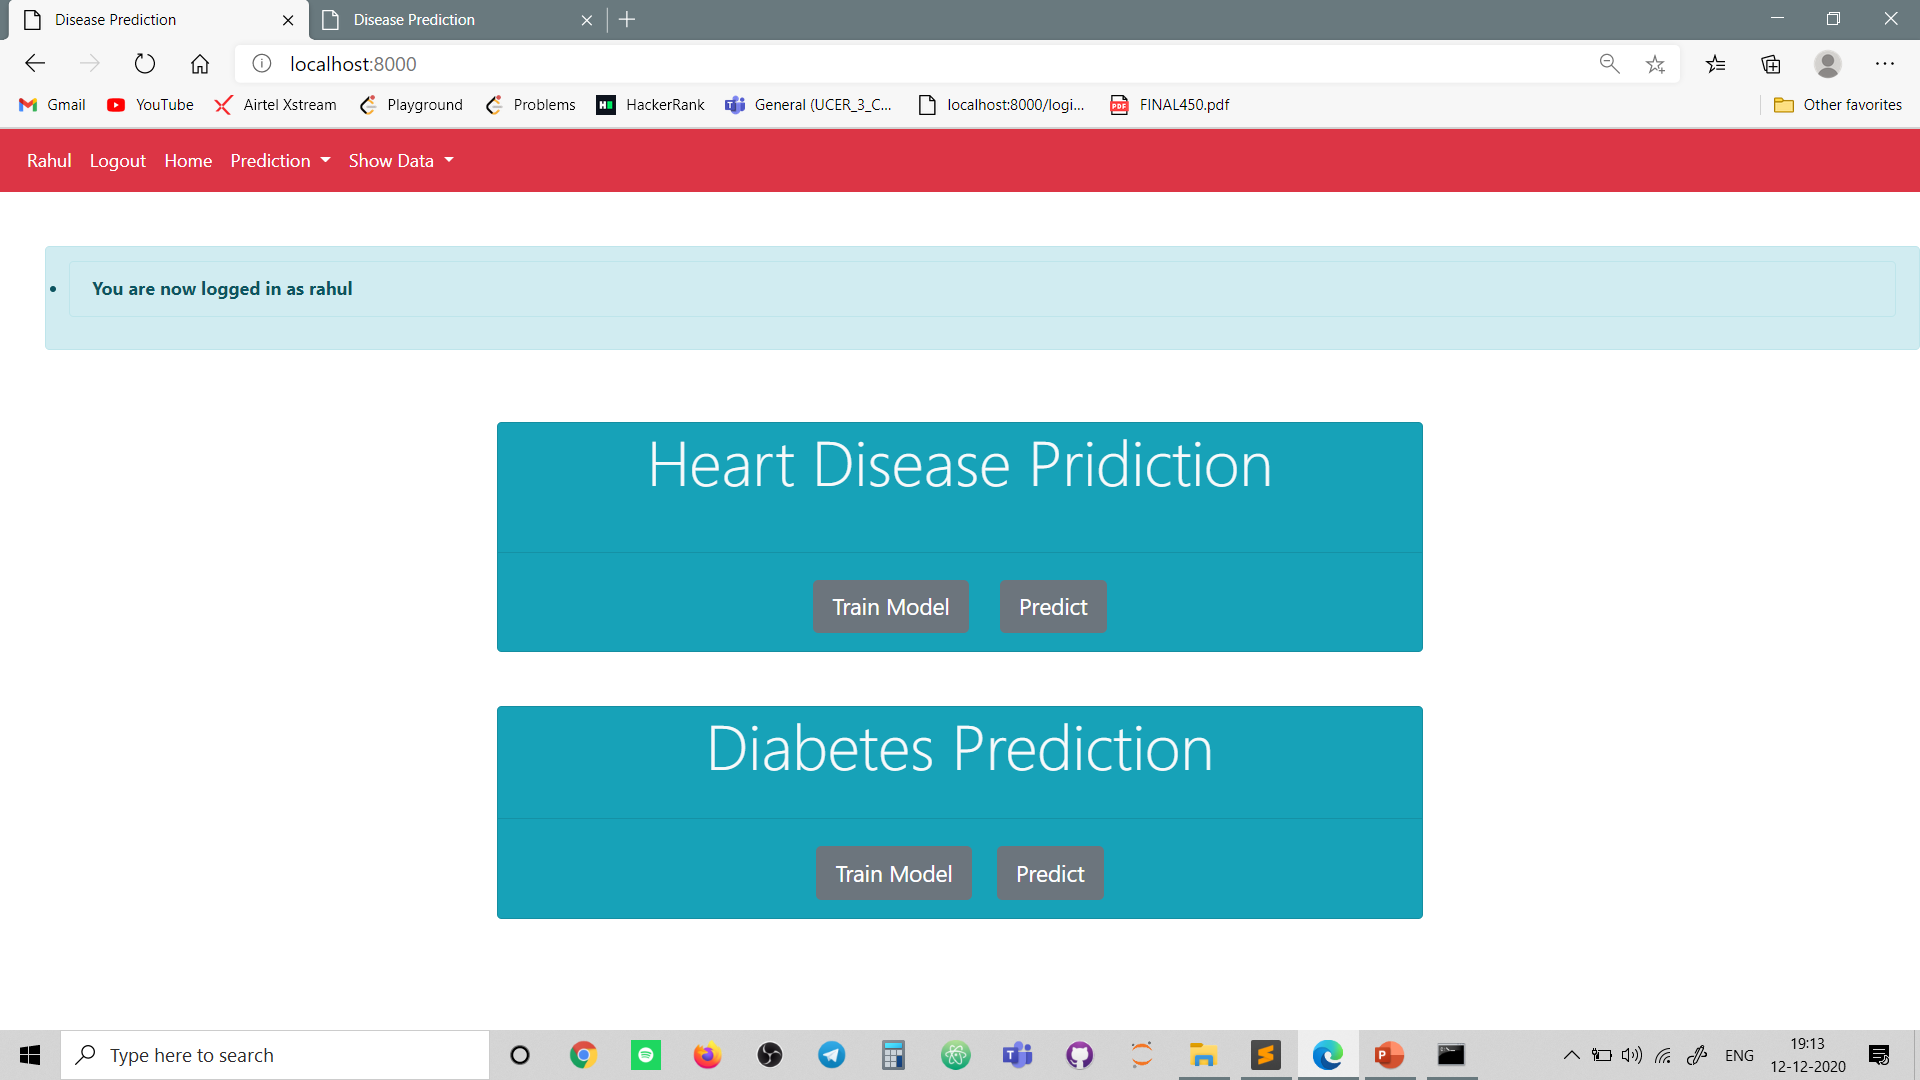 Disease Prediction
Disease Prediction
localhost:8000
Gmail YouTube Airtel Xstream Playground Problems HackerRank General (UCER_3_C... localhost:8000/logi... FINAL450.pdf Other favorites
Rahul Logout Home Prediction Show Data
You are now logged in as rahul
Heart Disease Pridiction
Train Model Predict
Diabetes Prediction
Train Model Predict
Type here to search
ENG
19:13
12-12-2020